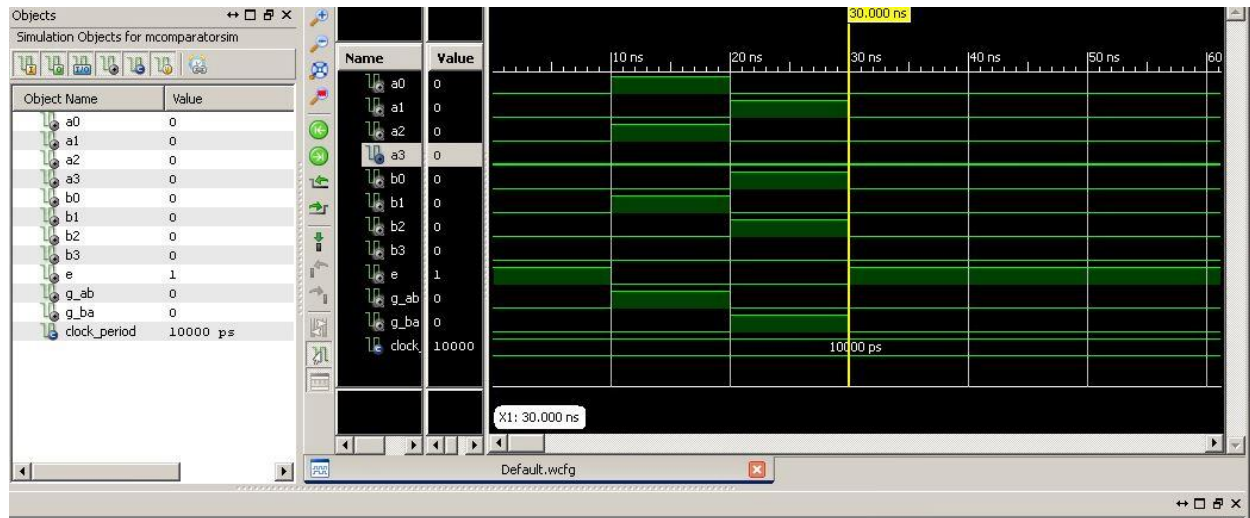 Objects
Simulation Objects for mcomparatorsim
Object Name Value
a0 0
a1 0
a2 0
a3 0
b0 0
b1 0
b2 0
b3 0
e 1
g_ab 0
g_ba 0
clock_period 10000 ps
30.000 ns
Name Value
10 ns 20 ns 30 ns 40 ns 50 ns 60
a0 0
a1 0
a2 0
a3 0
b0 0
b1 0
b2 0
b3 0
e 1
g_ab 0
g_ba 0
clock_ 10000 10000 ps
X1: 30.000 ns
Default.wcfg